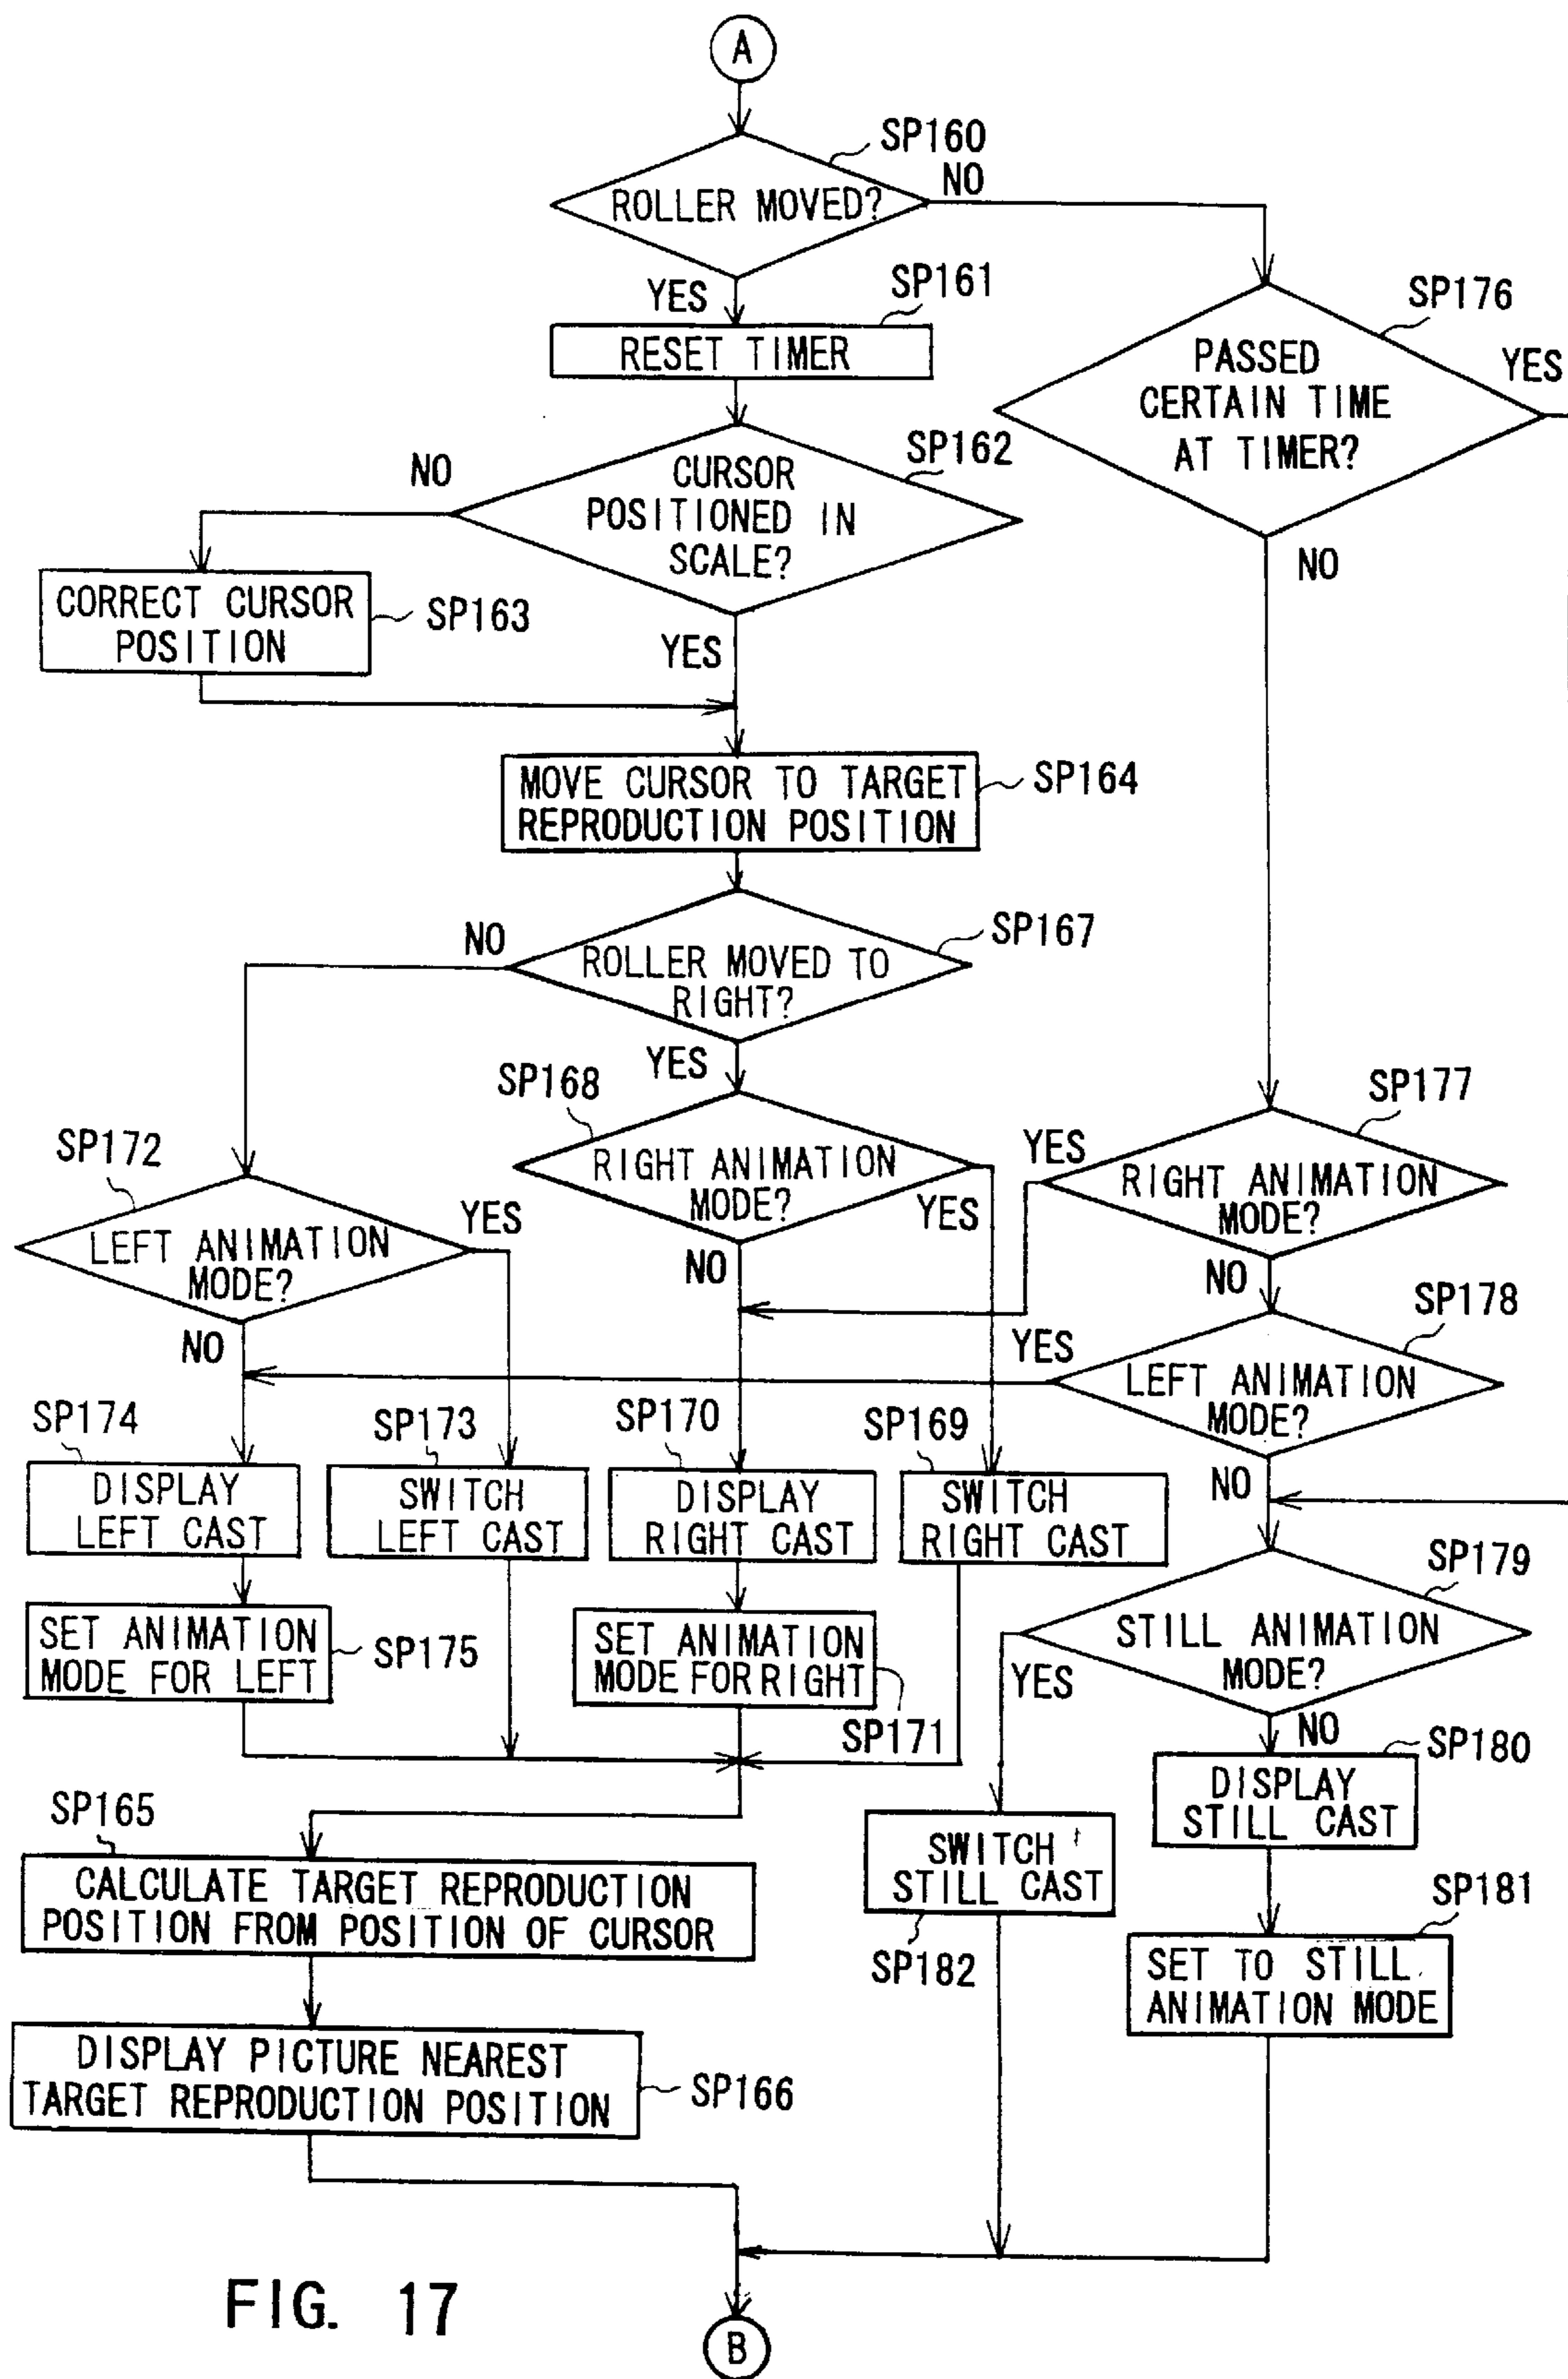 A
SP160
NO
ROLLER MOVED?
YES
SP161
RESET TIMER
SP176
PASSED
CERTAIN TIME
AT TIMER?
YES
NO
NO
SP162
CURSOR
POSITIONED IN
SCALE?
CORRECT CURSOR
POSITION
SP163
YES
MOVE CURSOR TO TARGET
REPRODUCTION POSITION
SP164
NO
SP167
ROLLER MOVED TO
RIGHT?
YES
SP168
RIGHT ANIMATION
MODE?
YES
NO
SP177
YES
RIGHT ANIMATION
MODE?
NO
SP172
LEFT ANIMATION
MODE?
YES
NO
SP178
YES
LEFT ANIMATION
MODE?
NO
SP174
DISPLAY
LEFT CAST
SP173
SWITCH
LEFT CAST
SP170
DISPLAY
RIGHT CAST
SP169
SWITCH
RIGHT CAST
SP179
STILL ANIMATION
MODE?
YES
NO
SET ANIMATION
MODE FOR LEFT
SP175
SET ANIMATION
MODE FOR RIGHT
SP171
SP180
DISPLAY
STILL CAST
SP165
CALCULATE TARGET REPRODUCTION
POSITION FROM POSITION OF CURSOR
SWITCH
STILL CAST
SP182
SP181
SET TO STILL
ANIMATION MODE
DISPLAY PICTURE NEAREST
TARGET REPRODUCTION POSITION
SP166
FIG. 17
B